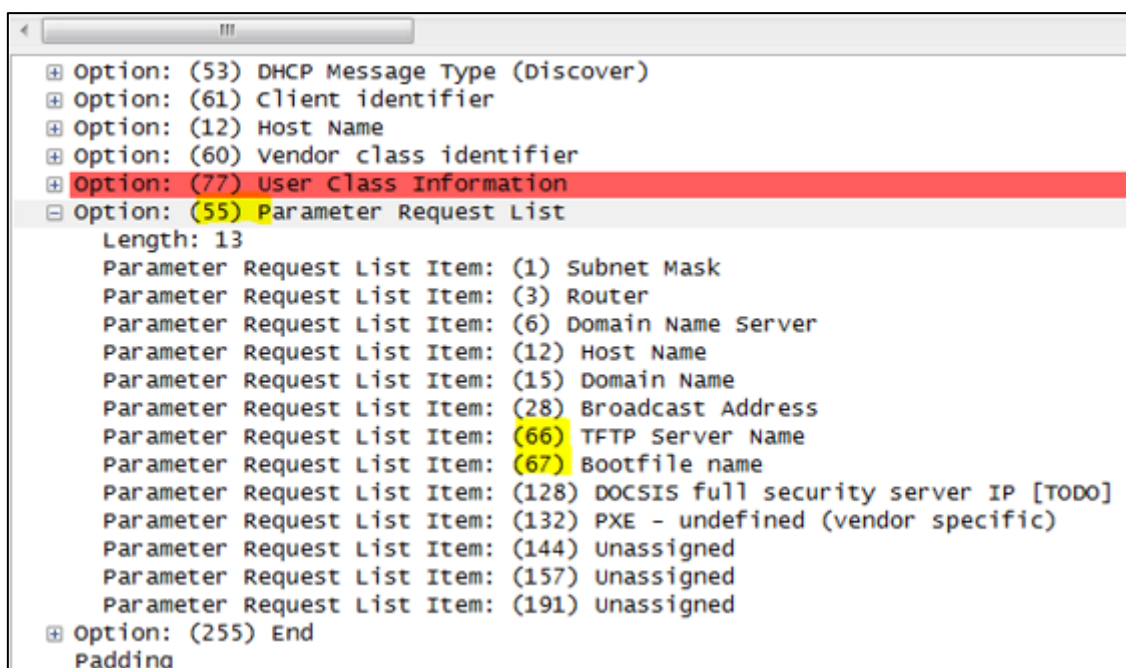 Option: (53) DHCP Message Type (Discover)
Option: (61) Client identifier
Option: (12) Host Name
Option: (60) Vendor class identifier
Option: (77) User Class Information
Option: (55) Parameter Request List
Length: 13
Parameter Request List Item: (1) Subnet Mask
Parameter Request List Item: (3) Router
Parameter Request List Item: (6) Domain Name Server
Parameter Request List Item: (12) Host Name
Parameter Request List Item: (15) Domain Name
Parameter Request List Item: (28) Broadcast Address
Parameter Request List Item: (66) TFTP Server Name
Parameter Request List Item: (67) Bootfile name
Parameter Request List Item: (128) DOCSIS full security server IP [TODO]
Parameter Request List Item: (132) PXE - undefined (vendor specific)
Parameter Request List Item: (144) Unassigned
Parameter Request List Item: (157) Unassigned
Parameter Request List Item: (191) Unassigned
Option: (255) End
Padding